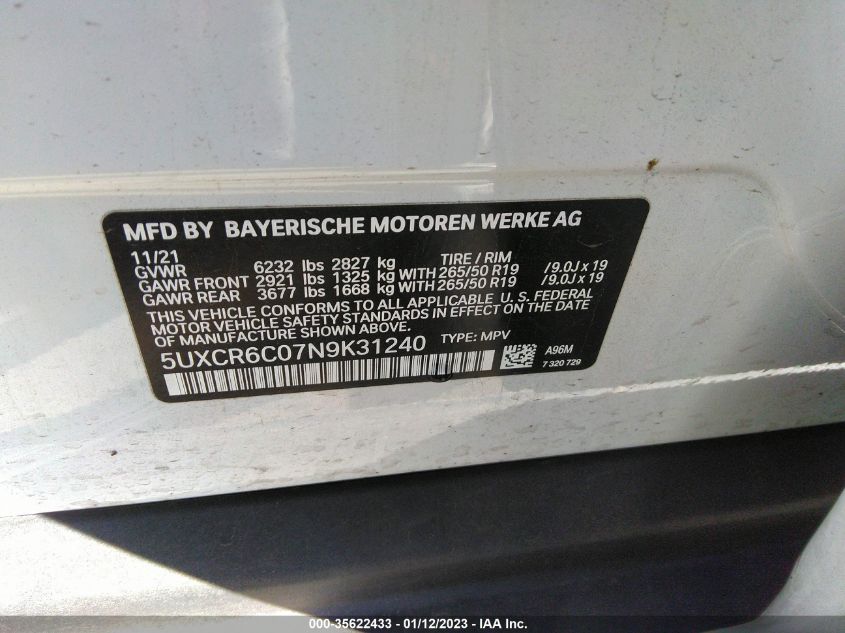 MFD BY BAYERISCHE MOTOREN WERKE AG
11/21 TIRE / RIM
GVWR 6232 lbs 2827 kg
GAWR FRONT 2921 lbs 1325 kg WITH 265/50 R19 /9.0J x 19
GAWR REAR 3677 lbs 1668 kg WITH 265/50 R19 /9.0J x 19
THIS VEHICLE CONFORMS TO ALL APPLICABLE U. S. FEDERAL
MOTOR VEHICLE SAFETY STANDARDS IN EFFECT ON THE DATE
OF MANUFACTURE SHOWN ABOVE.
5UXCR6C07N9K31240 TYPE: MPV
A96M
7 320 729
000-35622433 - 01/12/2023 - IAA Inc.